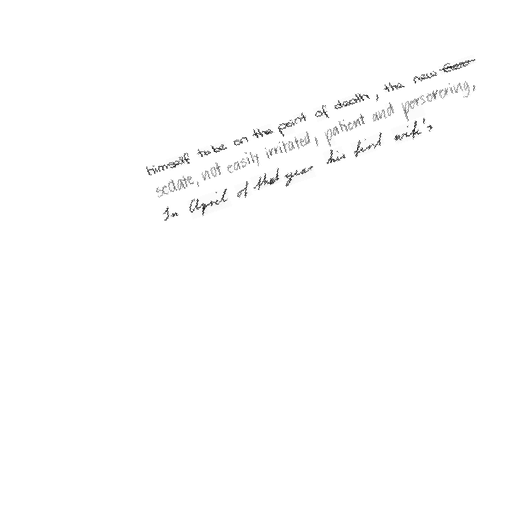 himself to be on the point of death, the new
sedate, not easily irritated, patient and persevering,
In April of that year his first wife's